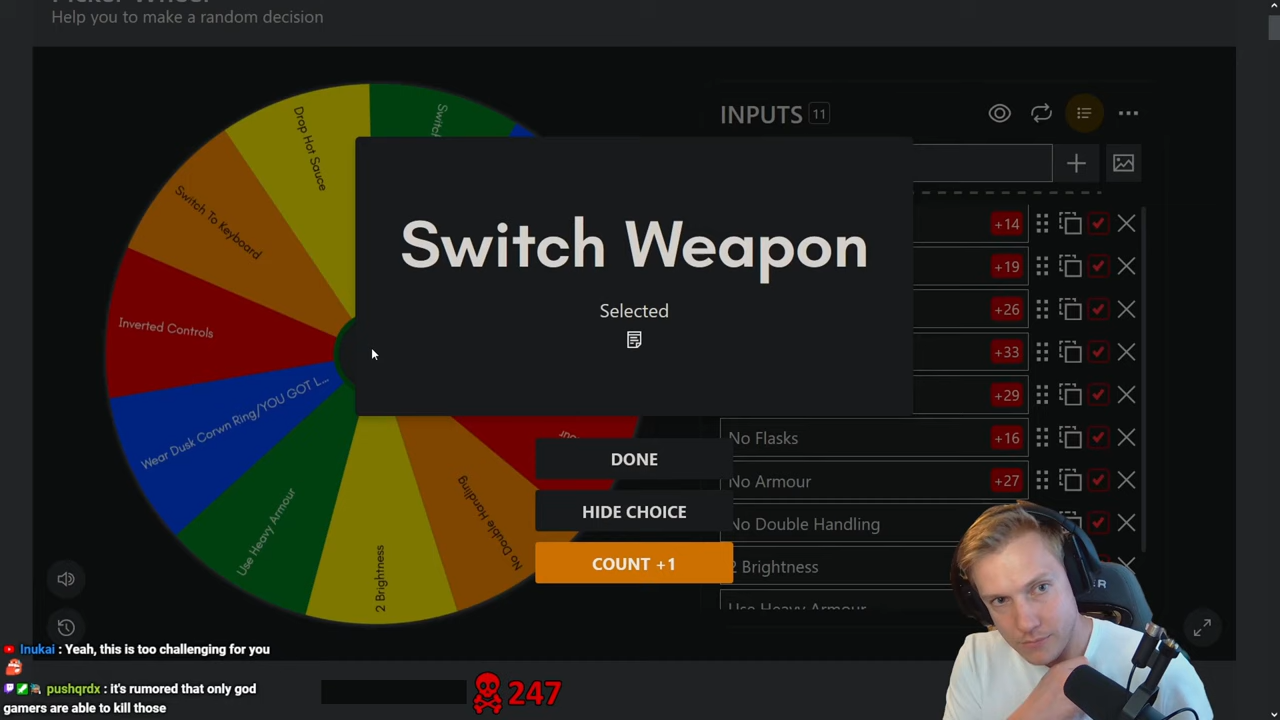 Help you to make a random decision
Drop Hot Sauce
Switch To Keyboard
Inverted Controls
Wear Dusk Corwn Ring/YOU GOT L...
Use Heavy Armour
2 Brightness
No Double Handling
INPUTS 11
Switch Weapon
Selected
DONE
HIDE CHOICE
COUNT +1
+14
+19
+26
+33
+29
No Flasks +16
No Armour +27
No Double Handling
2 Brightness
Use Heavy Armour
Inukai : Yeah, this is too challenging for you
pushqrdx : it's rumored that only god
gamers are able to kill those
247